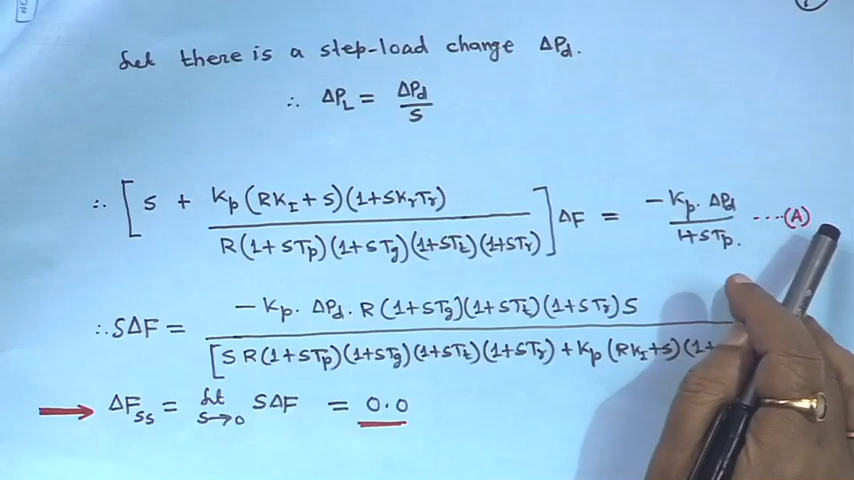 Let there is a step-load change ΔPd.
∴ ΔPL = ΔPd / S
∴ [ S + Kp (RKI + S)(1+SKrTr) / R(1+STp)(1+STg)(1+STt)(1+STr) ] ΔF = -Kp. ΔPd / 1+STp. ....(A)
∴ SΔF = -Kp. ΔPd. R (1+STg)(1+STt)(1+STr) S / [ S R(1+STp)(1+STg)(1+STt)(1+STr) + Kp (RKI+S)(1+
ΔFss = Lt S→0 SΔF = 0.0